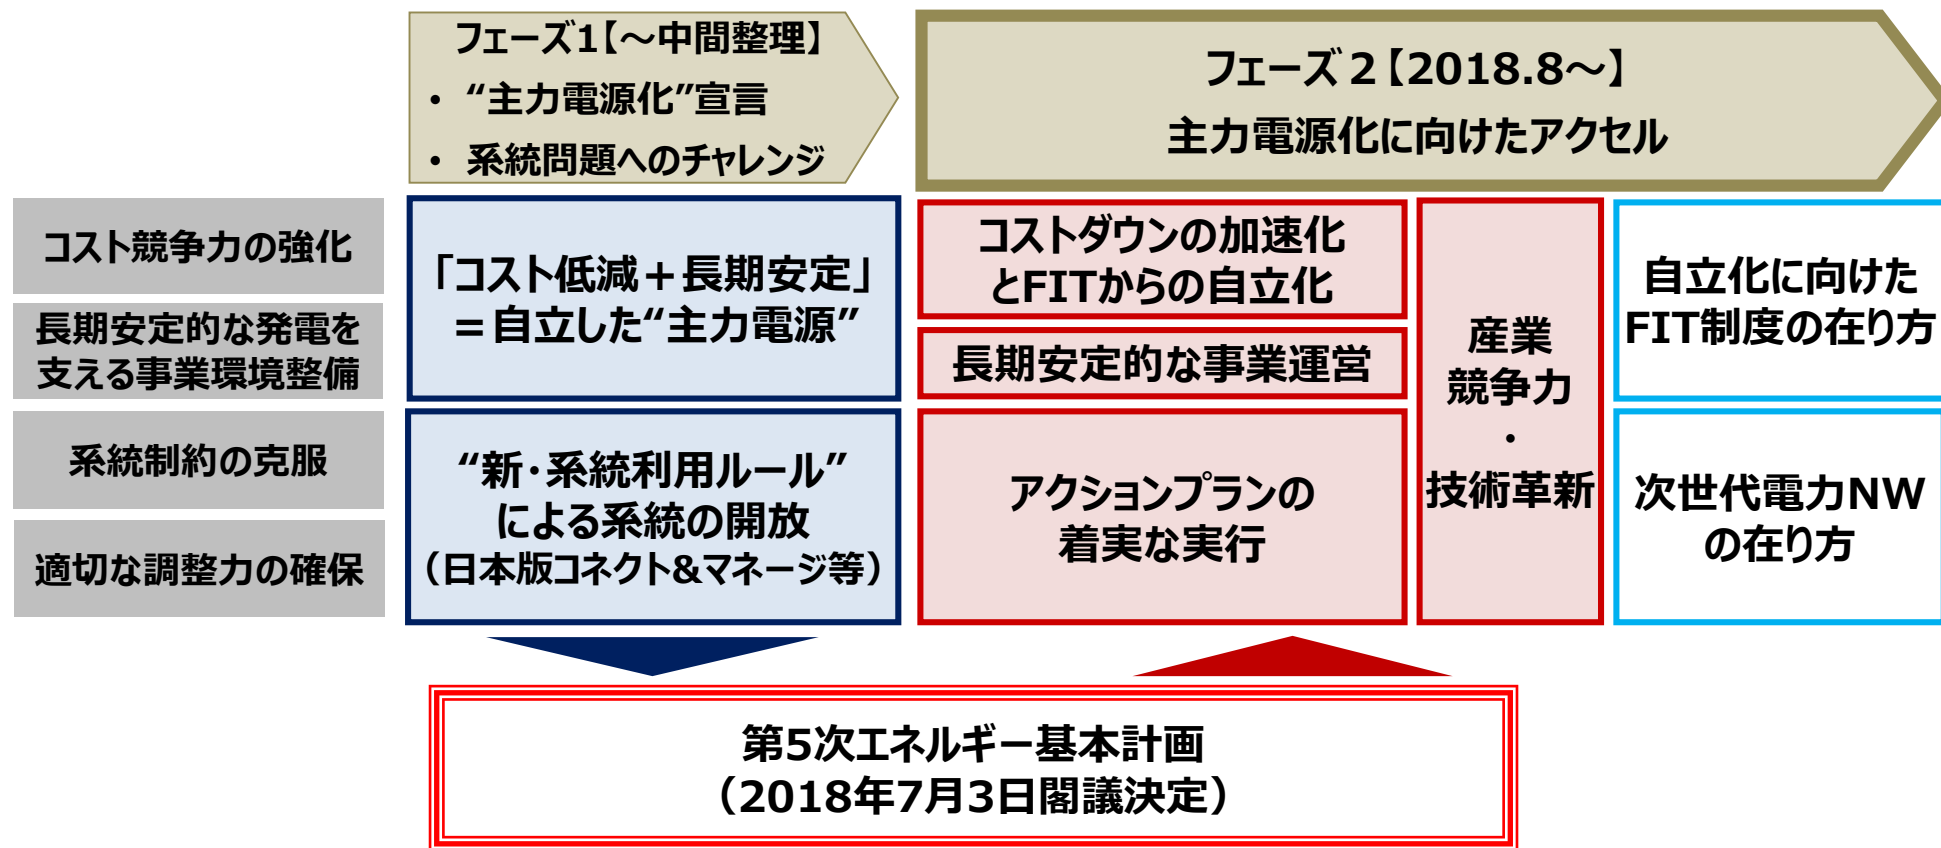 フェーズ1【～中間整理】
・ “主力電源化”宣言
・ 系統問題へのチャレンジ
フェーズ２【2018.8～】
主力電源化に向けたアクセル
コスト競争力の強化
長期安定的な発電を
支える事業環境整備
系統制約の克服
適切な調整力の確保
「コスト低減＋長期安定」
＝自立した“主力電源”
“新・系統利用ルール”
による系統の開放
（日本版コネクト&マネージ等）
コストダウンの加速化
とFITからの自立化
長期安定的な事業運営
アクションプランの
着実な実行
産業
競争力
・
技術革新
自立化に向けた
FIT制度の在り方
次世代電力NW
の在り方
第5次エネルギー基本計画
（2018年7月3日閣議決定）